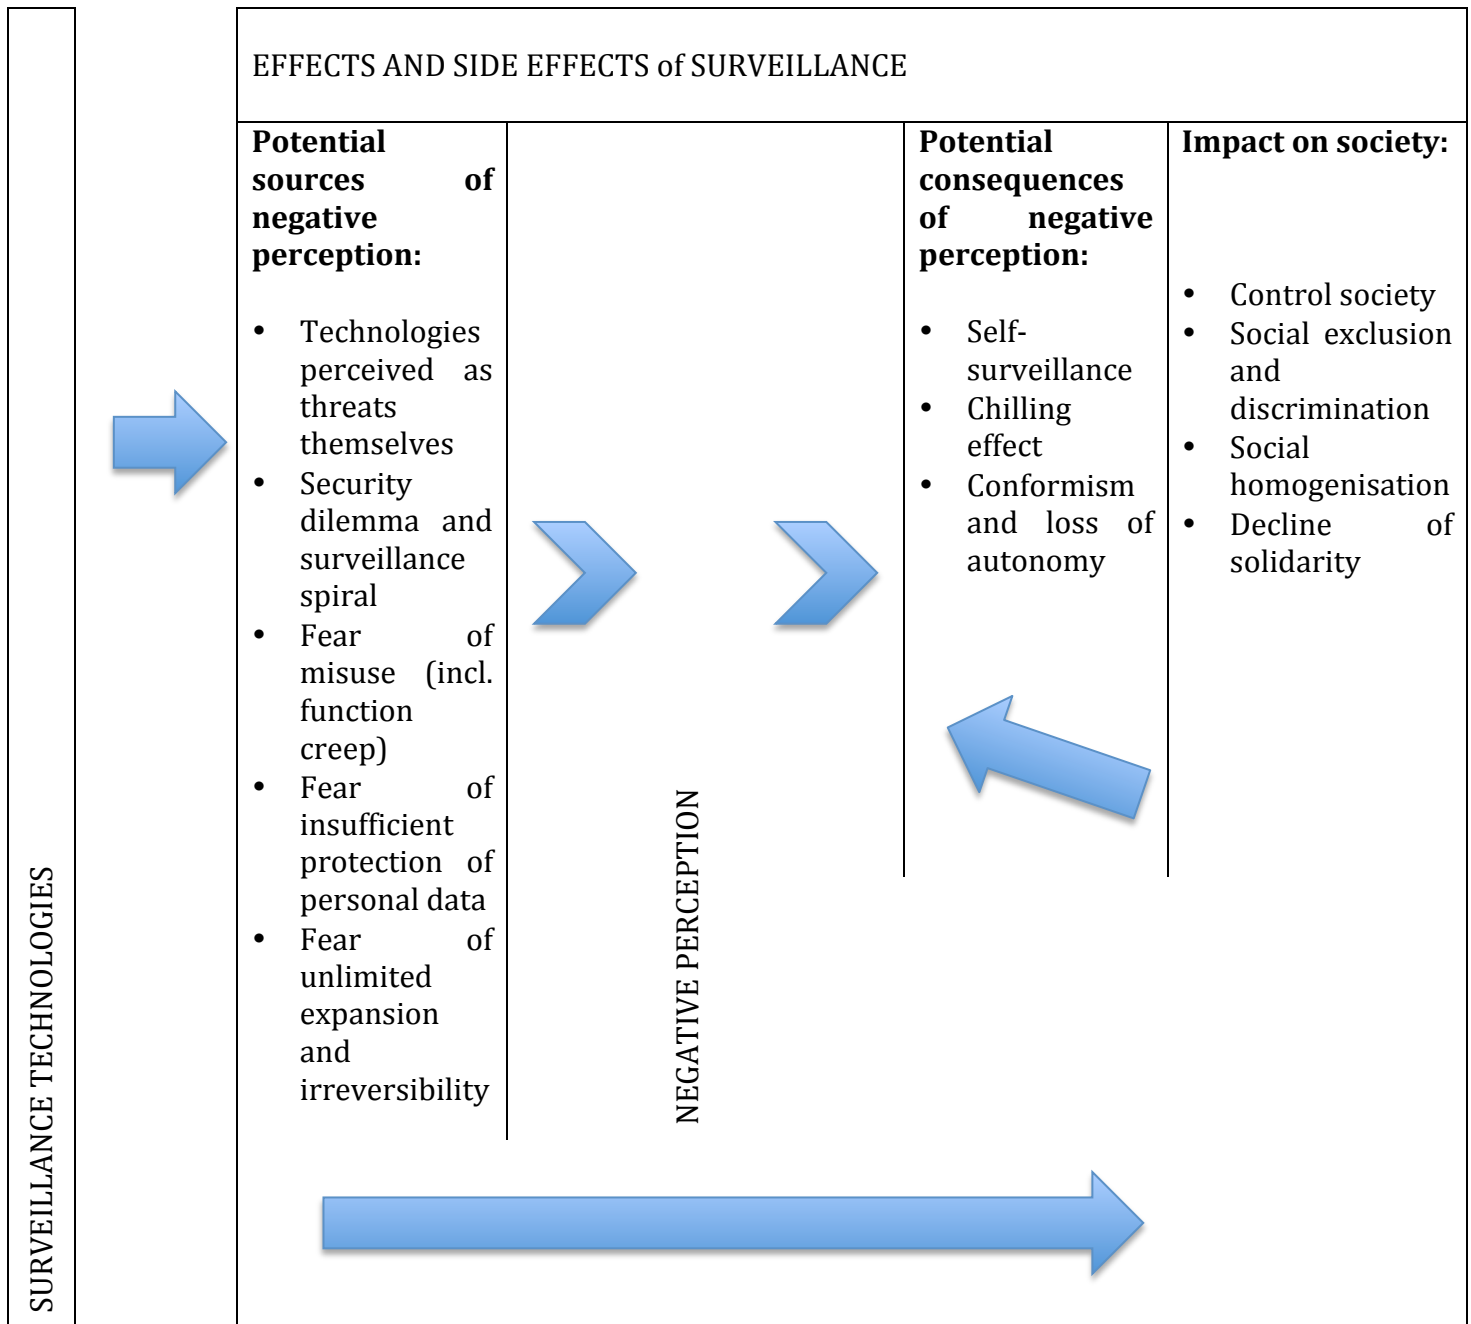 EFFECTS AND SIDE EFFECTS of SURVEILLANCE
Potential
sources of
negative
perception:
• Technologies
perceived as
threats
themselves
• Security
dilemma and
surveillance
spiral
• Fear of
misuse (incl.
function
creep)
• Fear of
insufficient
protection of
personal data
• Fear of
unlimited
expansion
and
irreversibility
NEGATIVE PERCEPTION
Potential
consequences
of negative
perception:
• Self-
surveillance
• Chilling
effect
• Conformism
and loss of
autonomy
Impact on society:
• Control society
• Social exclusion
and
discrimination
• Social
homogenisation
• Decline of
solidarity
SURVEILLANCE TECHNOLOGIES